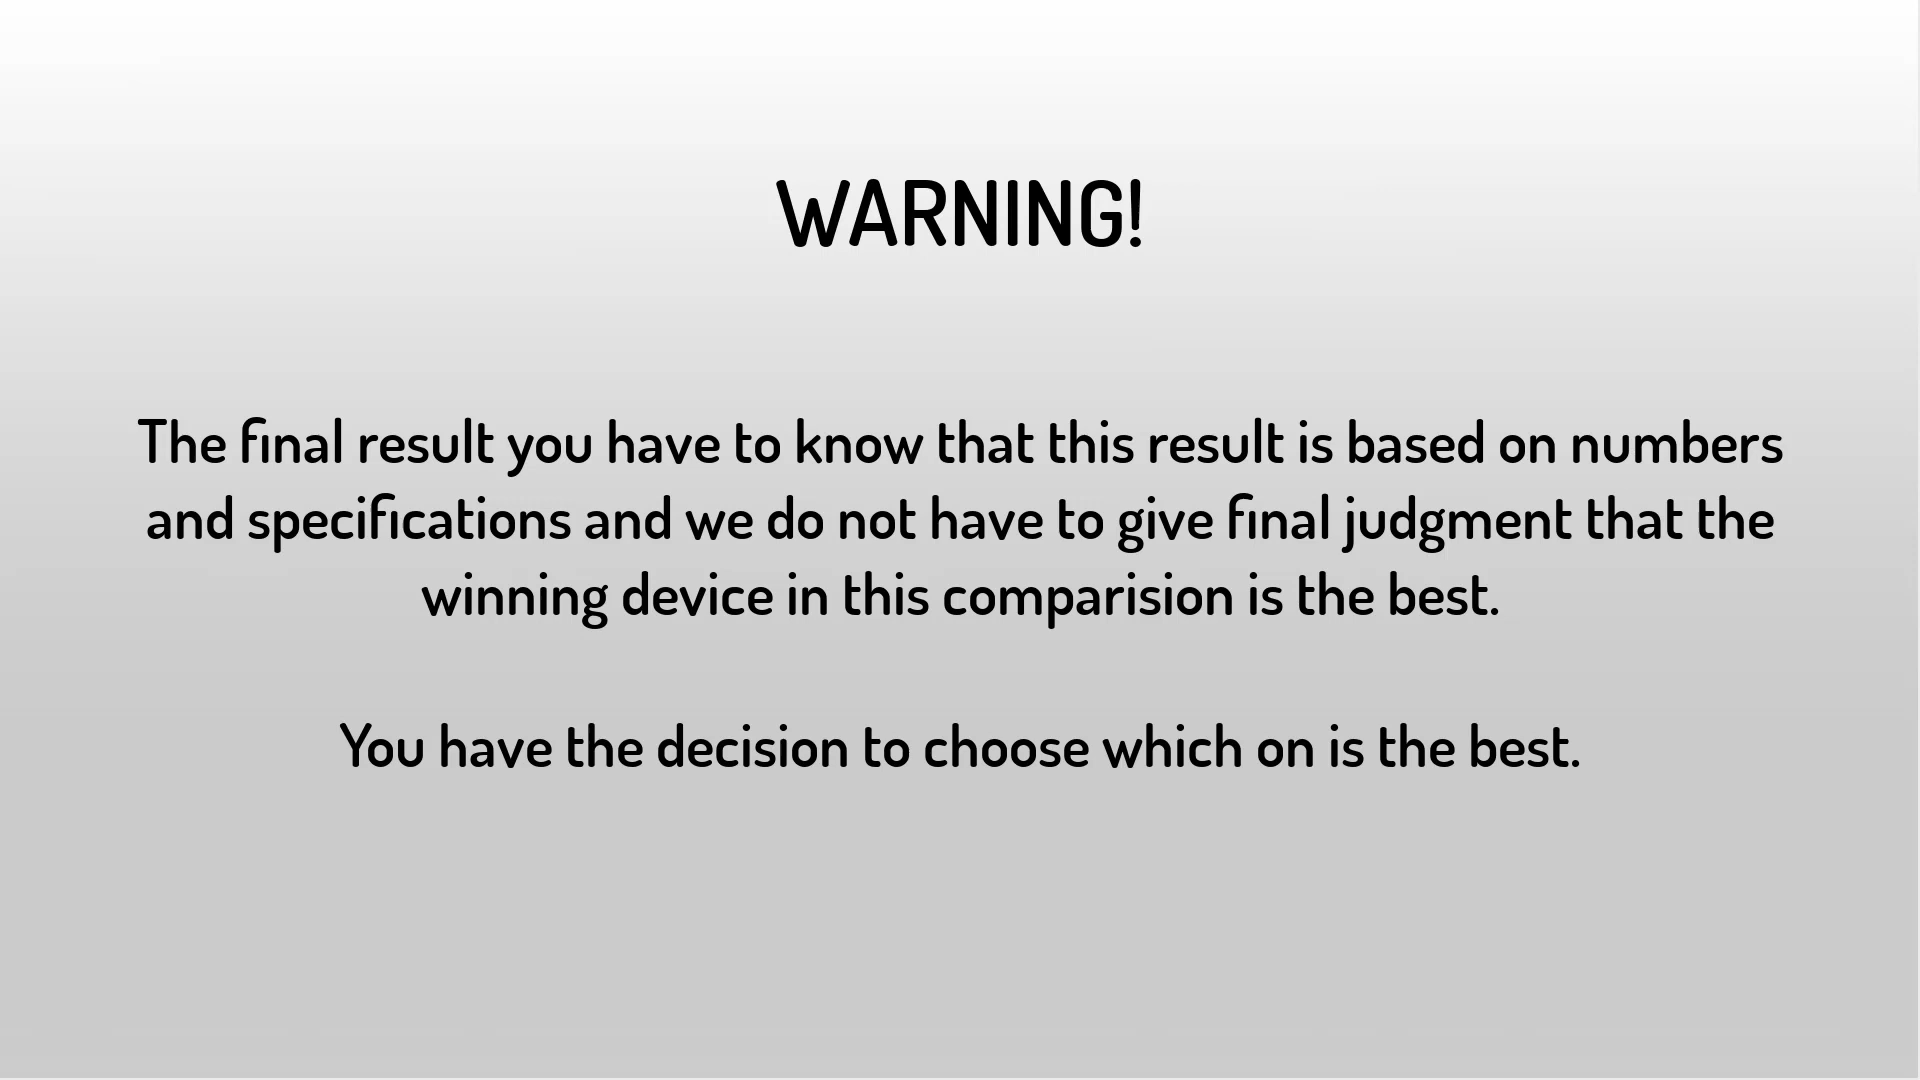 WARNING!
The final result you have to know that this result is based on numbers
and specifications and we do not have to give final judgment that the
winning device in this comparision is the best.
You have the decision to choose which on is the best.